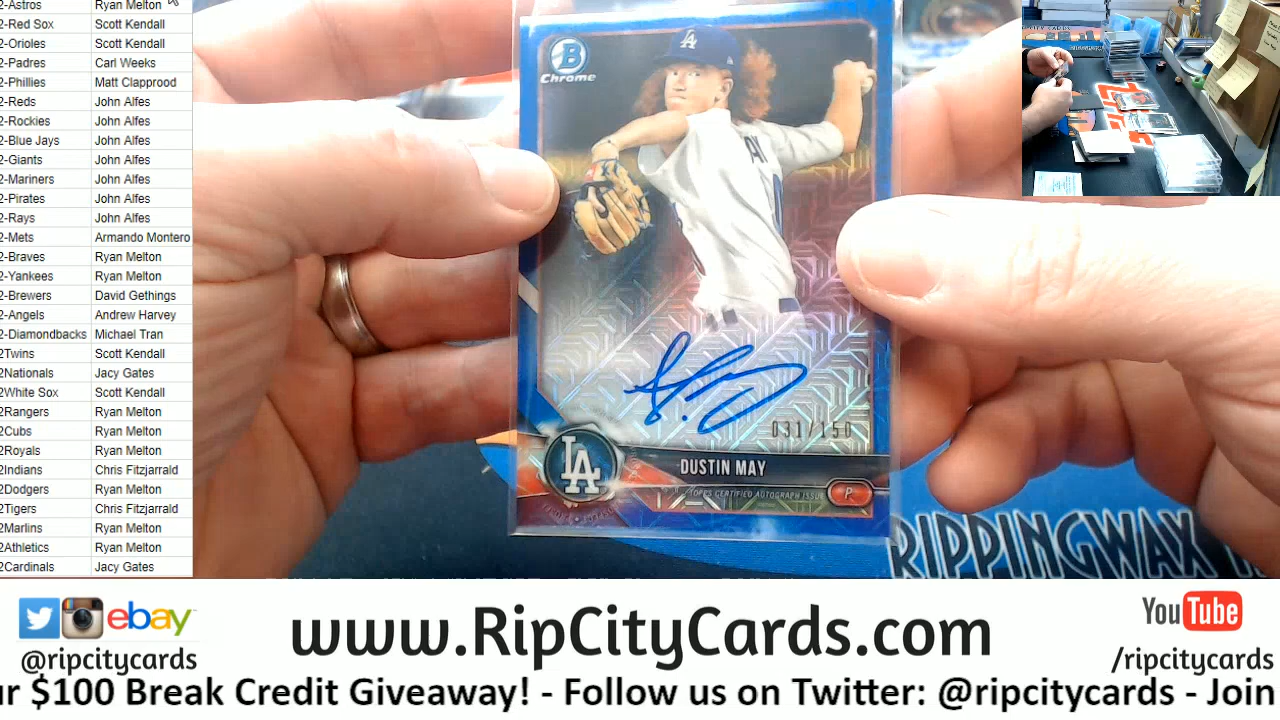 2-Astros Ryan Melton
2-Red Sox Scott Kendall
2-Orioles Scott Kendall
2-Padres Carl Weeks
2-Phillies Matt Clapprood
2-Reds John Alfes
2-Rockies John Alfes
2-Blue Jays John Alfes
2-Giants John Alfes
2-Mariners John Alfes
2-Pirates John Alfes
2-Rays John Alfes
2-Mets Armando Montero
2-Braves Ryan Melton
2-Yankees Ryan Melton
2-Brewers David Gethings
2-Angels Andrew Harvey
2-Diamondbacks Michael Tran
2Twins Scott Kendall
2Nationals Jacy Gates
2White Sox Scott Kendall
2Rangers Ryan Melton
2Cubs Ryan Melton
2Royals Ryan Melton
2Indians Chris Fitzjarrald
2Dodgers Ryan Melton
2Tigers Chris Fitzjarrald
2Marlins Ryan Melton
2Athletics Ryan Melton
2Cardinals Jacy Gates
B
Chrome
LA
031/150
LA
DUSTIN MAY
TOPPS CERTIFIED AUTOGRAPH ISSUE
P
RIPPINGWAX
ebay
@ripcitycards
www.RipCityCards.com
YouTube
/ripcitycards
ur $100 Break Credit Giveaway! - Follow us on Twitter: @ripcitycards - Join